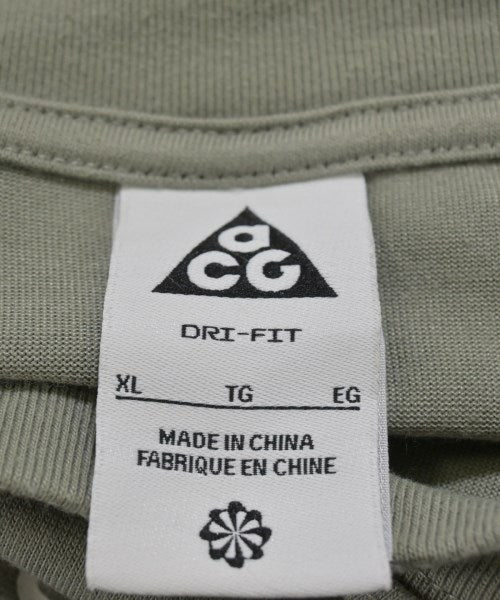 aCG
DRI-FIT
XL TG EG
MADE IN CHINA
FABRIQUE EN CHINE